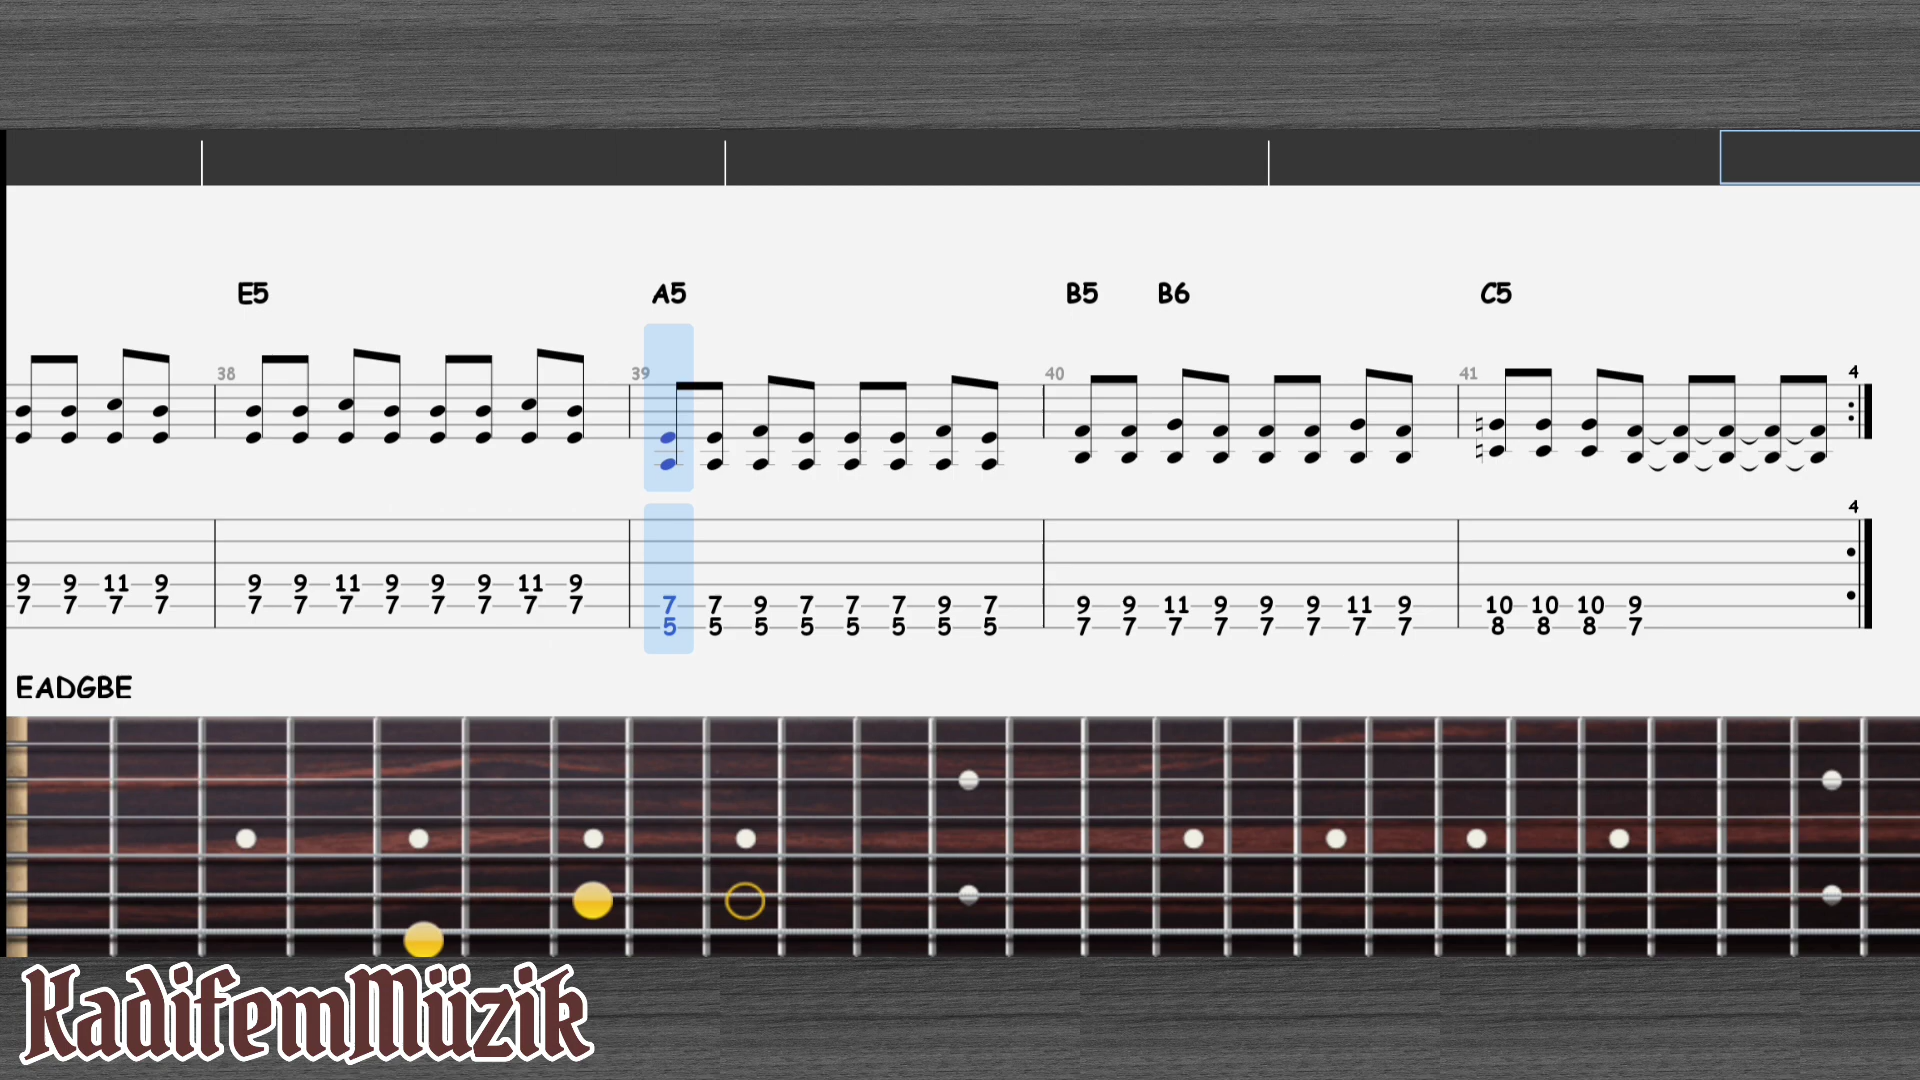 E5 A5 B5 B6 C5
38 39 40 41 4
4
9 9 11 9 9 9 11 9 9 9 11 9
7 7 7 7 7 7 7 7 7 7 7 7 7 7 9 7 7 7 9 7 9 9 11 9 9 9 11 9 10 10 10 9
5 5 5 5 5 5 5 5 7 7 7 7 7 7 7 7 8 8 8 7
EADGBE
KadifemMüzik